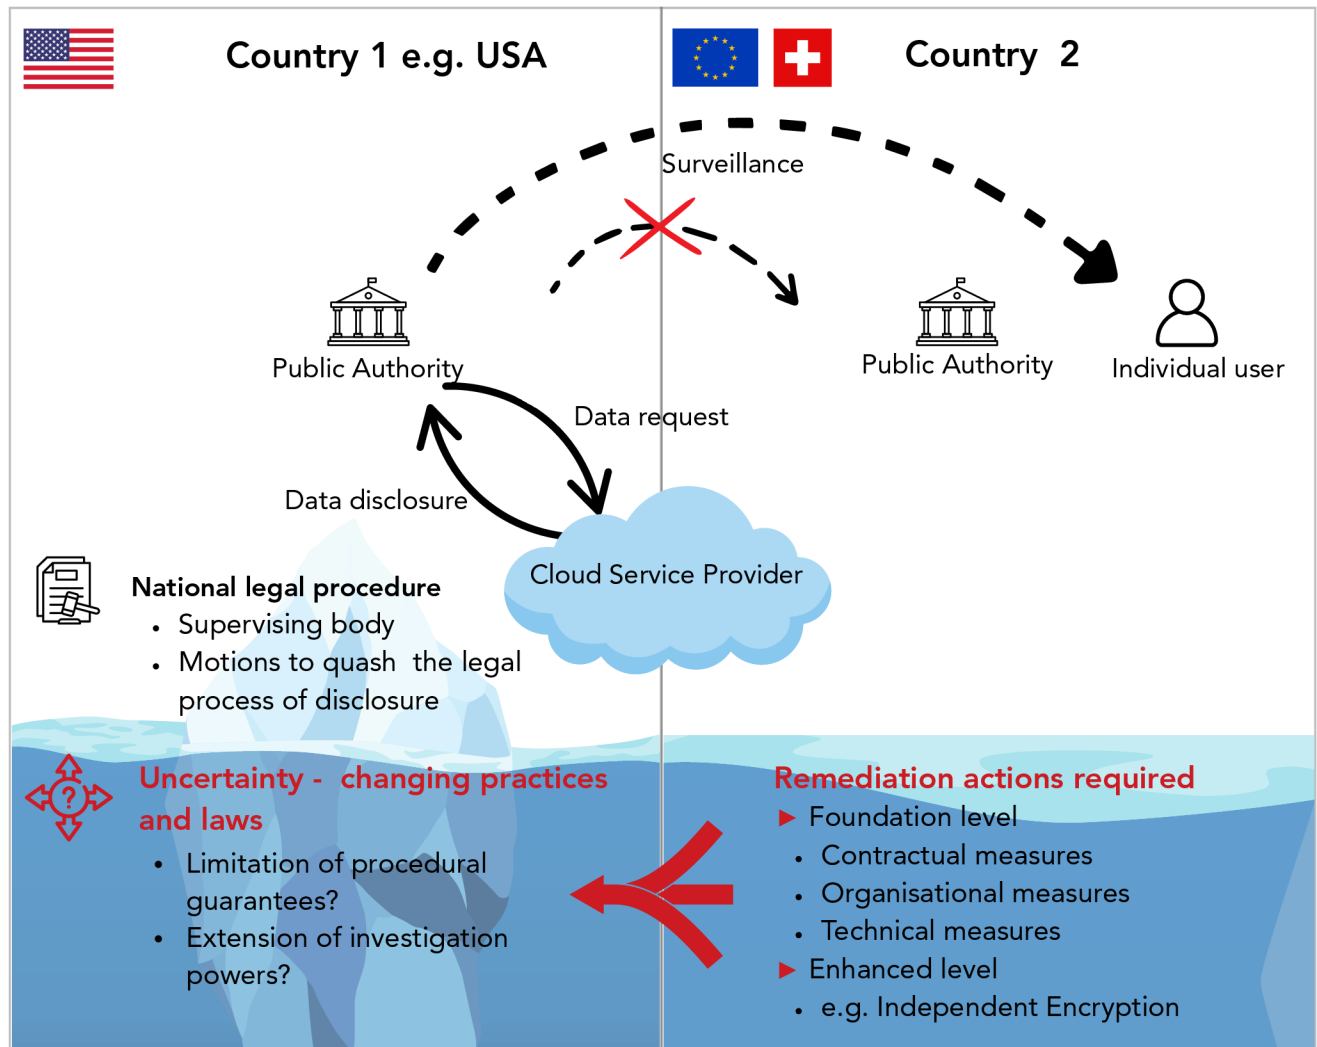 Country 1 e.g. USA
Country 2
Surveillance
Public Authority
Public Authority
Individual user
Data request
Data disclosure
Cloud Service Provider
National legal procedure
• Supervising body
• Motions to quash the legal
process of disclosure
Uncertainty - changing practices
and laws
• Limitation of procedural
guarantees?
• Extension of investigation
powers?
?
Remediation actions required
► Foundation level
• Contractual measures
• Organisational measures
• Technical measures
► Enhanced level
• e.g. Independent Encryption